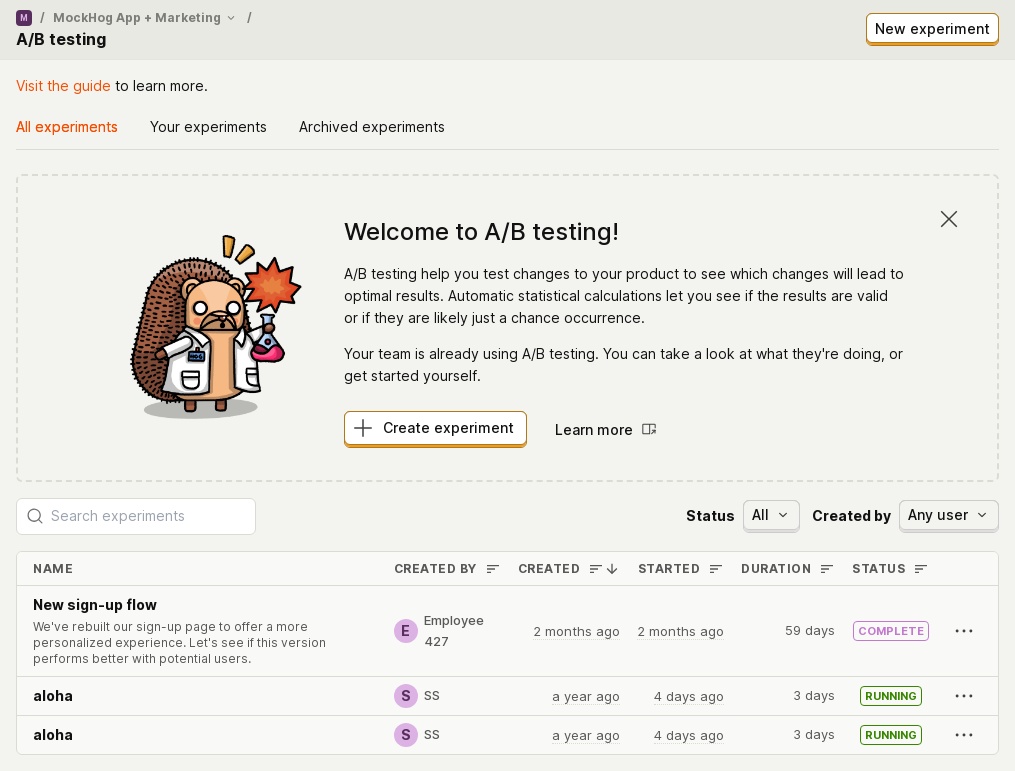 M / MockHog App + Marketing /
A/B testing
New experiment
Visit the guide to learn more.
All experiments Your experiments Archived experiments
Welcome to A/B testing!
A/B testing help you test changes to your product to see which changes will lead to
optimal results. Automatic statistical calculations let you see if the results are valid
or if they are likely just a chance occurrence.
Your team is already using A/B testing. You can take a look at what they're doing, or
get started yourself.
Create experiment Learn more
Search experiments Status All Created by Any user
NAME CREATED BY CREATED STARTED DURATION STATUS
New sign-up flow
We've rebuilt our sign-up page to offer a more
personalized experience. Let's see if this version
performs better with potential users.
E Employee
427
2 months ago 2 months ago 59 days COMPLETE
aloha S SS a year ago 4 days ago 3 days RUNNING
aloha S SS a year ago 4 days ago 3 days RUNNING